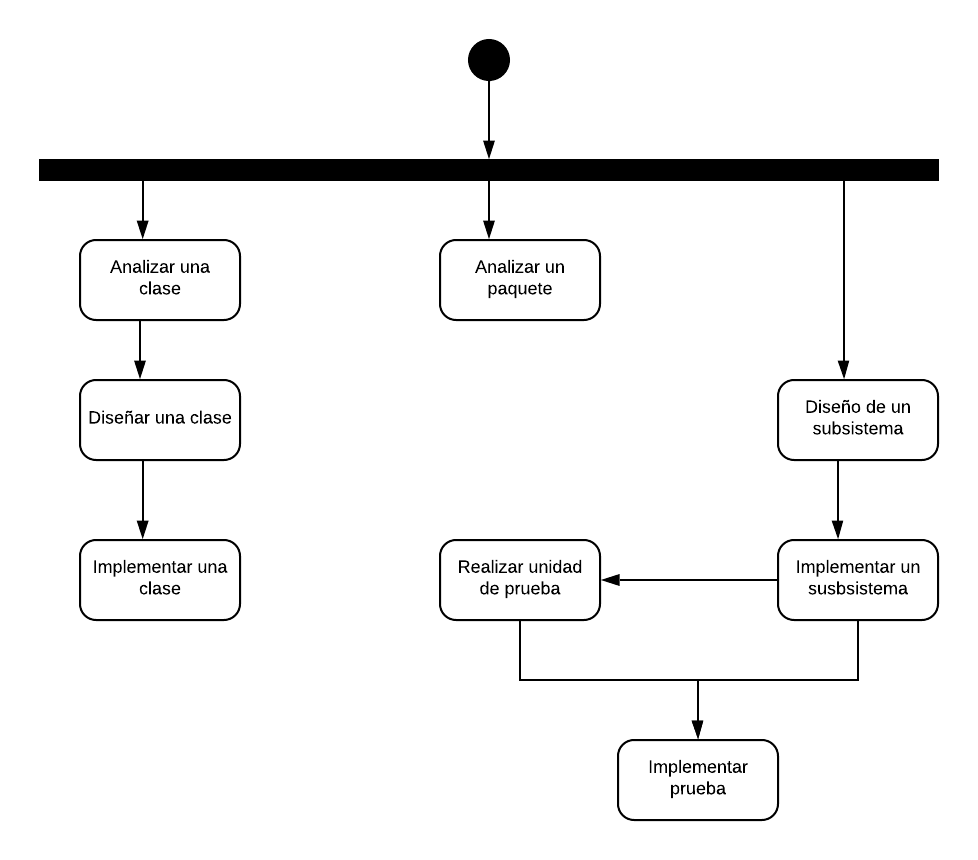 Analizar una
clase
Analizar un
paquete
Diseñar una clase
Diseño de un
subsistema
Implementar una
clase
Realizar unidad
de prueba
Implementar un
susbsistema
Implementar
prueba